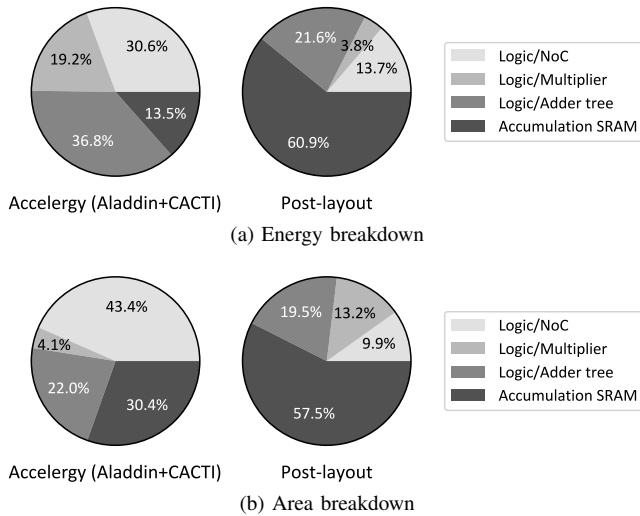 30.6%
19.2%
13.5%
36.8%
Accelergy (Aladdin+CACTI)
21.6%
3.8%
13.7%
60.9%
Post-layout
Logic/NoC
Logic/Multiplier
Logic/Adder tree
Accumulation SRAM
(a) Energy breakdown
43.4%
4.1%
22.0%
30.4%
Accelergy (Aladdin+CACTI)
19.5%
13.2%
9.9%
57.5%
Post-layout
Logic/NoC
Logic/Multiplier
Logic/Adder tree
Accumulation SRAM
(b) Area breakdown